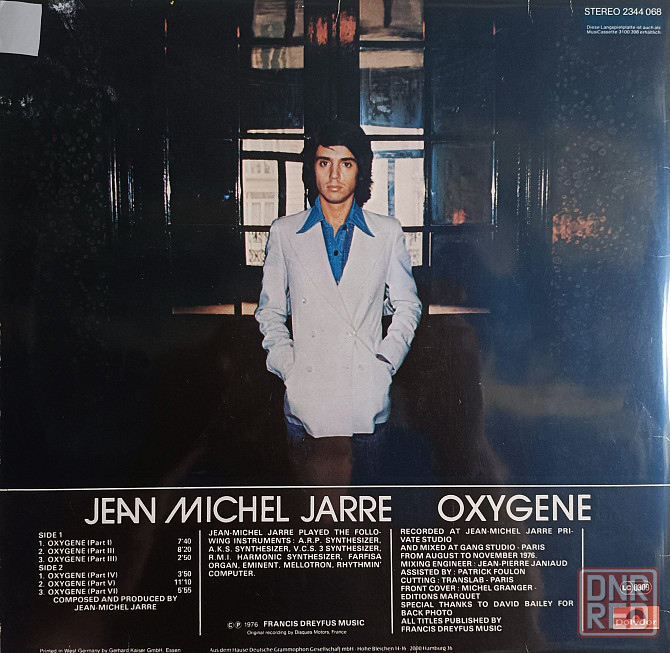 STEREO 2344 068
Diese Langspielplatte ist auch als
MusiCassette 3100 398 erhältlich
JEAN MICHEL JARRE OXYGENE
SIDE 1
1. OXYGENE (Part I) 7'40
2. OXYGENE (Part II) 8'20
3. OXYGENE (Part III) 2'50
SIDE 2
1. OXYGENE (Part IV) 3'50
2. OXYGENE (Part V) 11'10
3. OXYGENE (Part VI) 5'55
COMPOSED AND PRODUCED BY
JEAN-MICHEL JARRE
JEAN-MICHEL JARRE PLAYED THE FOLLO-
WING INSTRUMENTS : A.R.P. SYNTHESIZER,
A.K.S. SYNTHESIZER, V.C.S. 3 SYNTHESIZER,
R.M.I. HARMONIC SYNTHESIZER, FARFISA
ORGAN, EMINENT, MELLOTRON, RHYTHMIN'
COMPUTER.
© ℗ 1976 FRANCIS DREYFUS MUSIC
Original recording by Disques Motors, France
RECORDED AT JEAN-MICHEL JARRE PRI-
VATE STUDIO
AND MIXED AT GANG STUDIO - PARIS
FROM AUGUST TO NOVEMBER 1976.
MIXING ENGINEER : JEAN-PIERRE JANIAUD
ASSISTED BY : PATRICK FOULON
CUTTING : TRANSLAB - PARIS
FRONT COVER : MICHEL GRANGER -
EDITIONS MARQUET
SPECIAL THANKS TO DAVID BAILEY FOR
BACK PHOTO
ALL TITLES PUBLISHED BY
FRANCIS DREYFUS MUSIC
LC 0309
polydor
DNR
RED
Printed in West Germany by Gerhard Kaiser GmbH, Essen
Aus dem Hause Deutsche Grammophon Gesellschaft mbH · Hohe Bleichen 14-16 · 2000 Hamburg 36